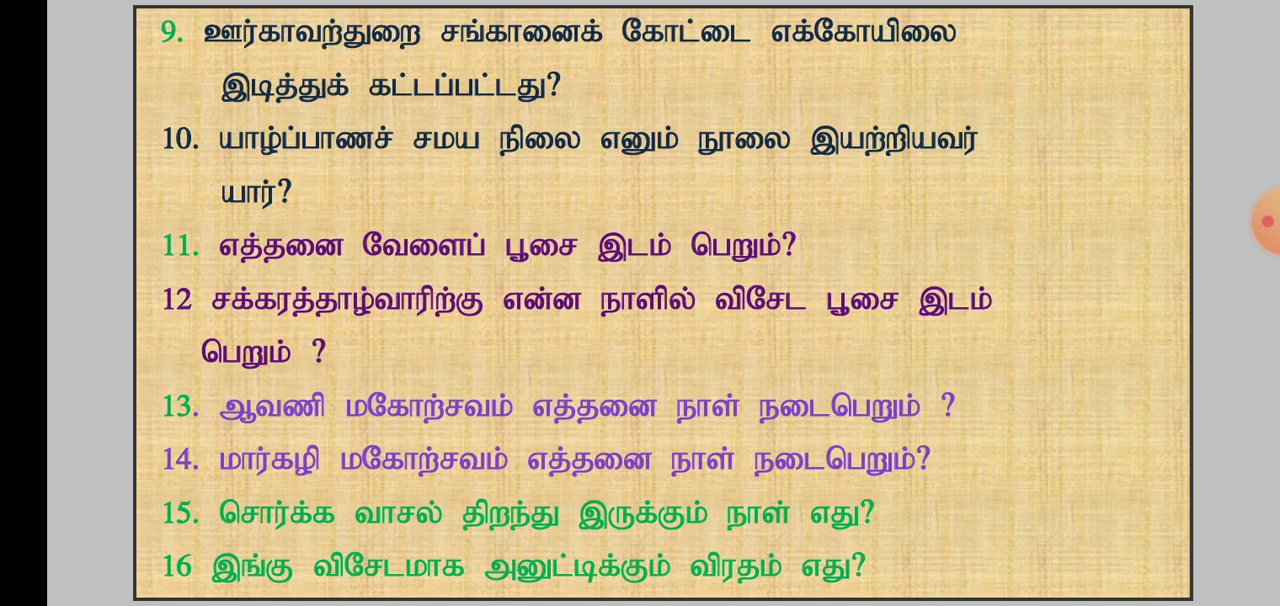 9. ஊர்காவற்துறை சங்கானைக் கோட்டை எக்கோயிலை
இடித்துக் கட்டப்பட்டது?
10. யாழ்ப்பாணச் சமய நிலை எனும் நூலை இயற்றியவர்
யார்?
11. எத்தனை வேளைப் பூசை இடம் பெறும்?
12 சக்கரத்தாழ்வாரிற்கு என்ன நாளில் விசேட பூசை இடம்
பெறும் ?
13. ஆவணி மகோற்சவம் எத்தனை நாள் நடைபெறும் ?
14. மார்கழி மகோற்சவம் எத்தனை நாள் நடைபெறும்?
15. சொர்க்க வாசல் திறந்து இருக்கும் நாள் எது?
16 இங்கு விசேடமாக அனுட்டிக்கும் விரதம் எது?